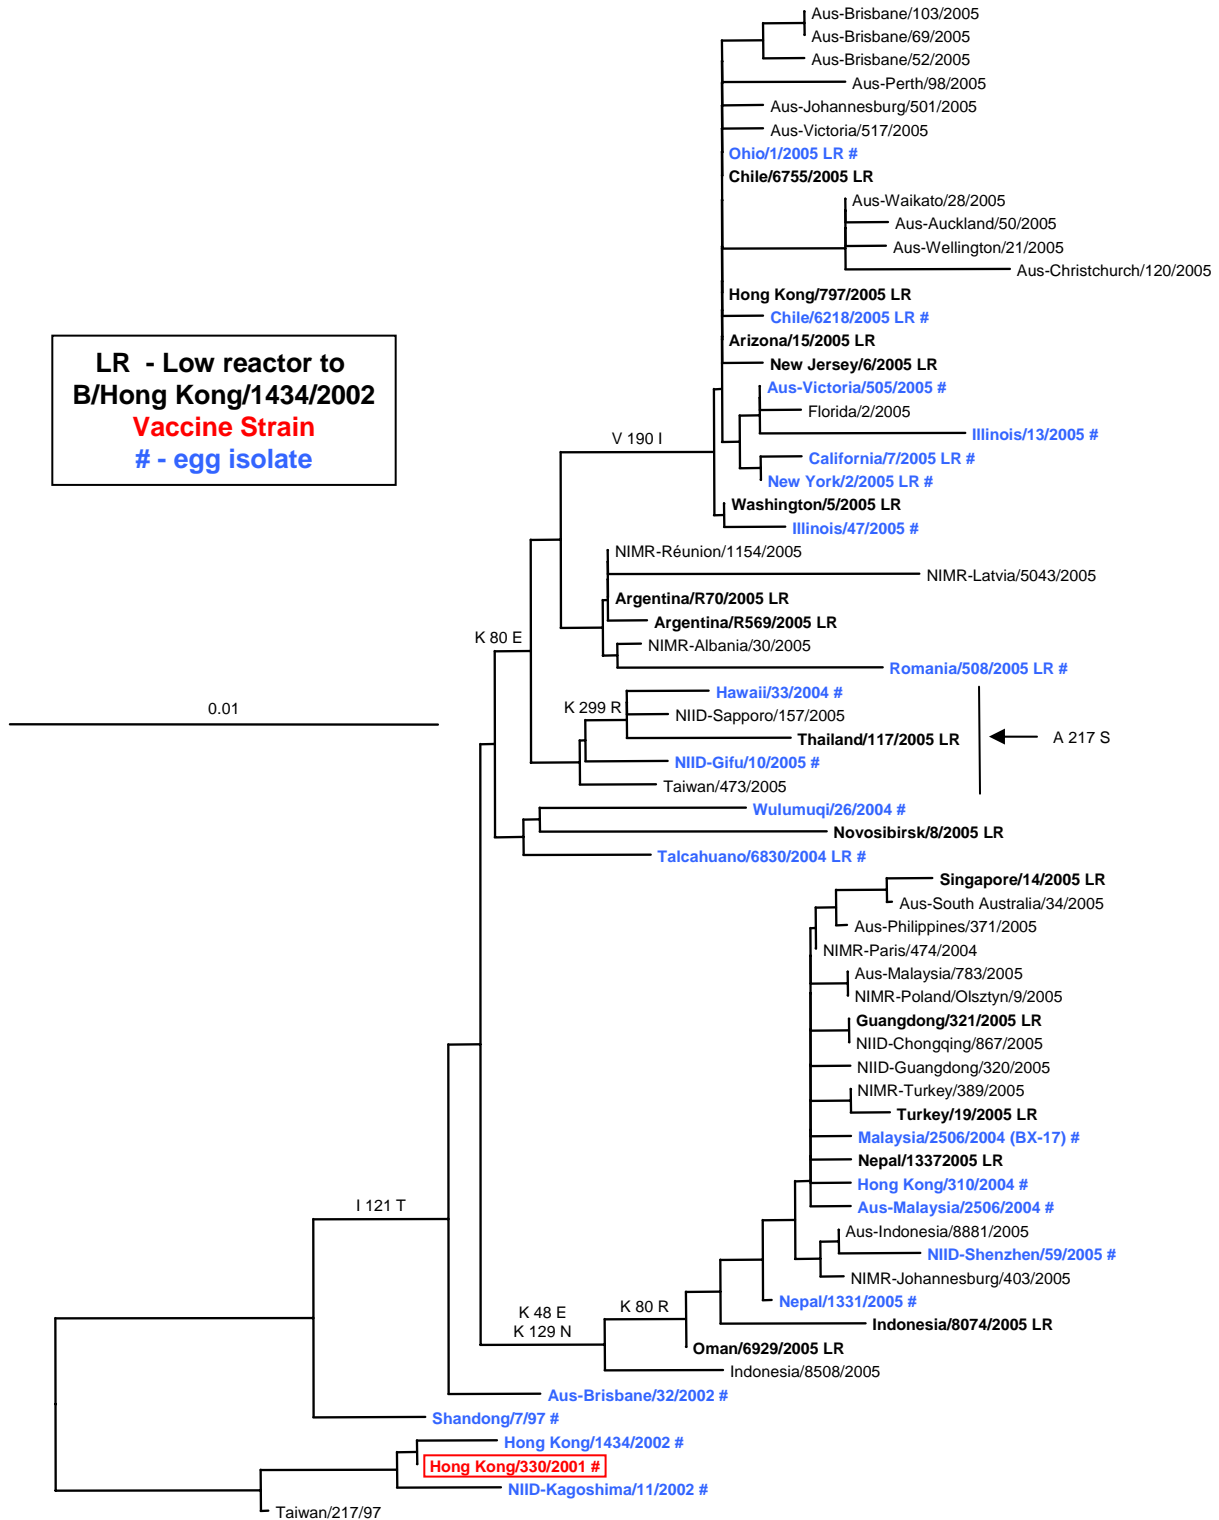 Aus-Brisbane/103/2005
Aus-Brisbane/69/2005
Aus-Brisbane/52/2005
Aus-Perth/98/2005
Aus-Johannesburg/501/2005
Aus-Victoria/517/2005
Ohio/1/2005 LR #
Chile/6755/2005 LR
Aus-Waikato/28/2005
Aus-Auckland/50/2005
Aus-Wellington/21/2005
Aus-Christchurch/120/2005
Hong Kong/797/2005 LR
Chile/6218/2005 LR #
Arizona/15/2005 LR
New Jersey/6/2005 LR
Aus-Victoria/505/2005 #
Florida/2/2005
Illinois/13/2005 #
V 190 I
California/7/2005 LR #
New York/2/2005 LR #
Washington/5/2005 LR
Illinois/47/2005 #
LR - Low reactor to
B/Hong Kong/1434/2002
Vaccine Strain
# - egg isolate
NIMR-Réunion/1154/2005
NIMR-Latvia/5043/2005
Argentina/R70/2005 LR
Argentina/R569/2005 LR
K 80 E
NIMR-Albania/30/2005
Romania/508/2005 LR #
Hawaii/33/2004 #
0.01
K 299 R
NIID-Sapporo/157/2005
Thailand/117/2005 LR
A 217 S
NIID-Gifu/10/2005 #
Taiwan/473/2005
Wulumuqi/26/2004 #
Novosibirsk/8/2005 LR
Talcahuano/6830/2004 LR #
Singapore/14/2005 LR
Aus-South Australia/34/2005
Aus-Philippines/371/2005
NIMR-Paris/474/2004
Aus-Malaysia/783/2005
NIMR-Poland/Olsztyn/9/2005
Guangdong/321/2005 LR
NIID-Chongqing/867/2005
NIID-Guangdong/320/2005
NIMR-Turkey/389/2005
Turkey/19/2005 LR
Malaysia/2506/2004 (BX-17) #
Nepal/13372005 LR
Hong Kong/310/2004 #
Aus-Malaysia/2506/2004 #
I 121 T
Aus-Indonesia/8881/2005
NIID-Shenzhen/59/2005 #
NIMR-Johannesburg/403/2005
Nepal/1331/2005 #
K 48 E
K 129 N
K 80 R
Indonesia/8074/2005 LR
Oman/6929/2005 LR
Indonesia/8508/2005
Aus-Brisbane/32/2002 #
Shandong/7/97 #
Hong Kong/1434/2002 #
Hong Kong/330/2001 #
NIID-Kagoshima/11/2002 #
Taiwan/217/97